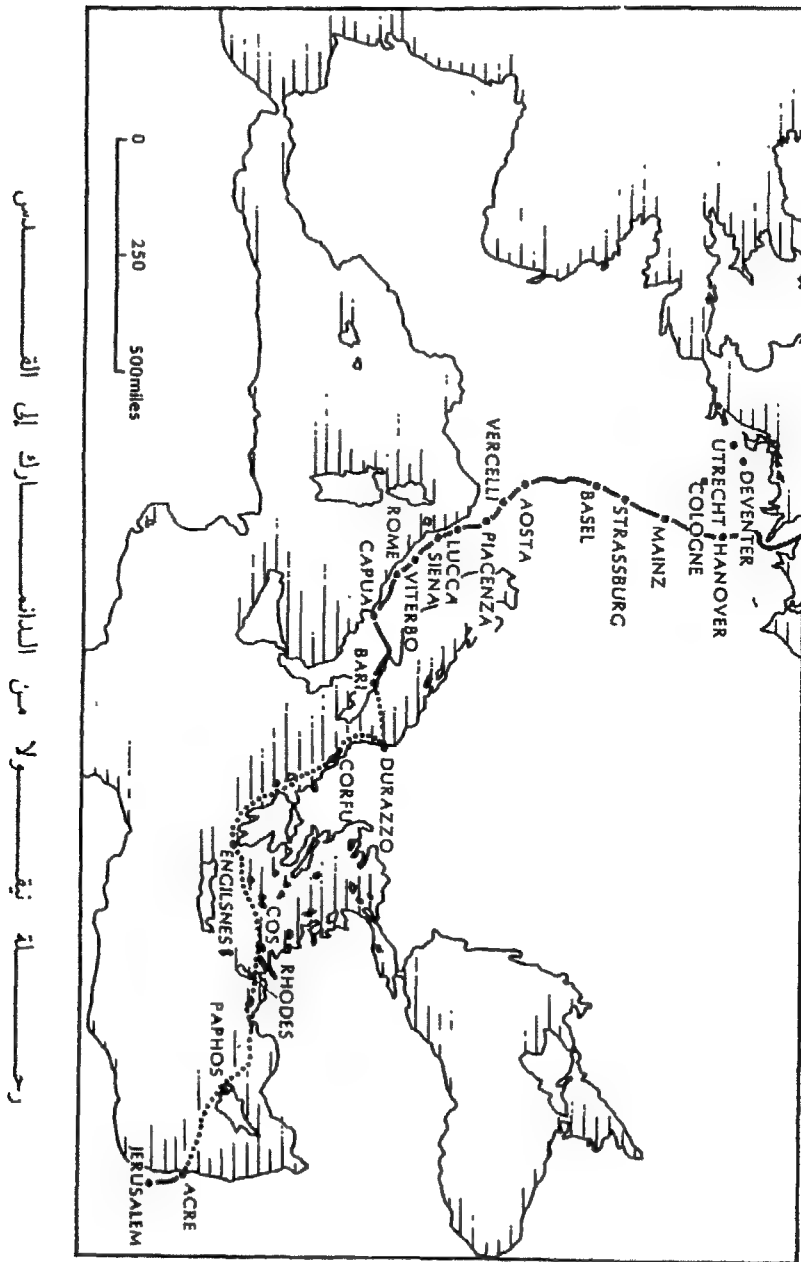 DEVENTER
UTRECHT
HANOVER
COLOGNE
MAINZ
STRASSBURG
BASEL
AOSTA
VERCELLI
PIACENZA
LUCCA
SIENA
VITERBO
ROME
CAPUA
BARI
DURAZZO
CORFU
ENGILSNES
COS
RHODES
PAPHOS
ACRE
JERUSALEM
0 250 500miles
رحلة نيقولا من الدانمارك إلى القدس